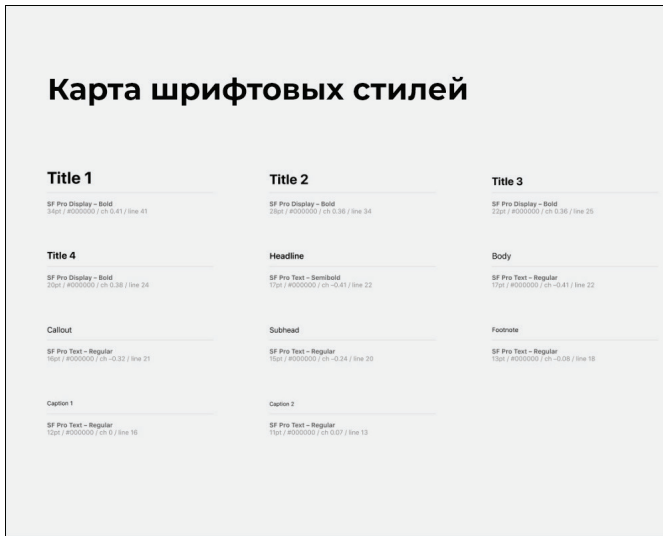 Карта шрифтовых стилей
Title 1
SF Pro Display – Bold
34pt / #000000 / ch 0.41 / line 41
Title 2
SF Pro Display – Bold
28pt / #000000 / ch 0.36 / line 34
Title 3
SF Pro Display – Bold
22pt / #000000 / ch 0.36 / line 25
Title 4
SF Pro Display – Bold
20pt / #000000 / ch 0.38 / line 24
Headline
SF Pro Text – Semibold
17pt / #000000 / ch –0.41 / line 22
Body
SF Pro Text – Regular
17pt / #000000 / ch –0.41 / line 22
Callout
SF Pro Text – Regular
16pt / #000000 / ch –0.32 / line 21
Subhead
SF Pro Text – Regular
15pt / #000000 / ch –0.24 / line 20
Footnote
SF Pro Text – Regular
13pt / #000000 / ch –0.08 / line 18
Caption 1
SF Pro Text – Regular
12pt / #000000 / ch 0 / line 16
Caption 2
SF Pro Text – Regular
11pt / #000000 / ch 0.07 / line 13